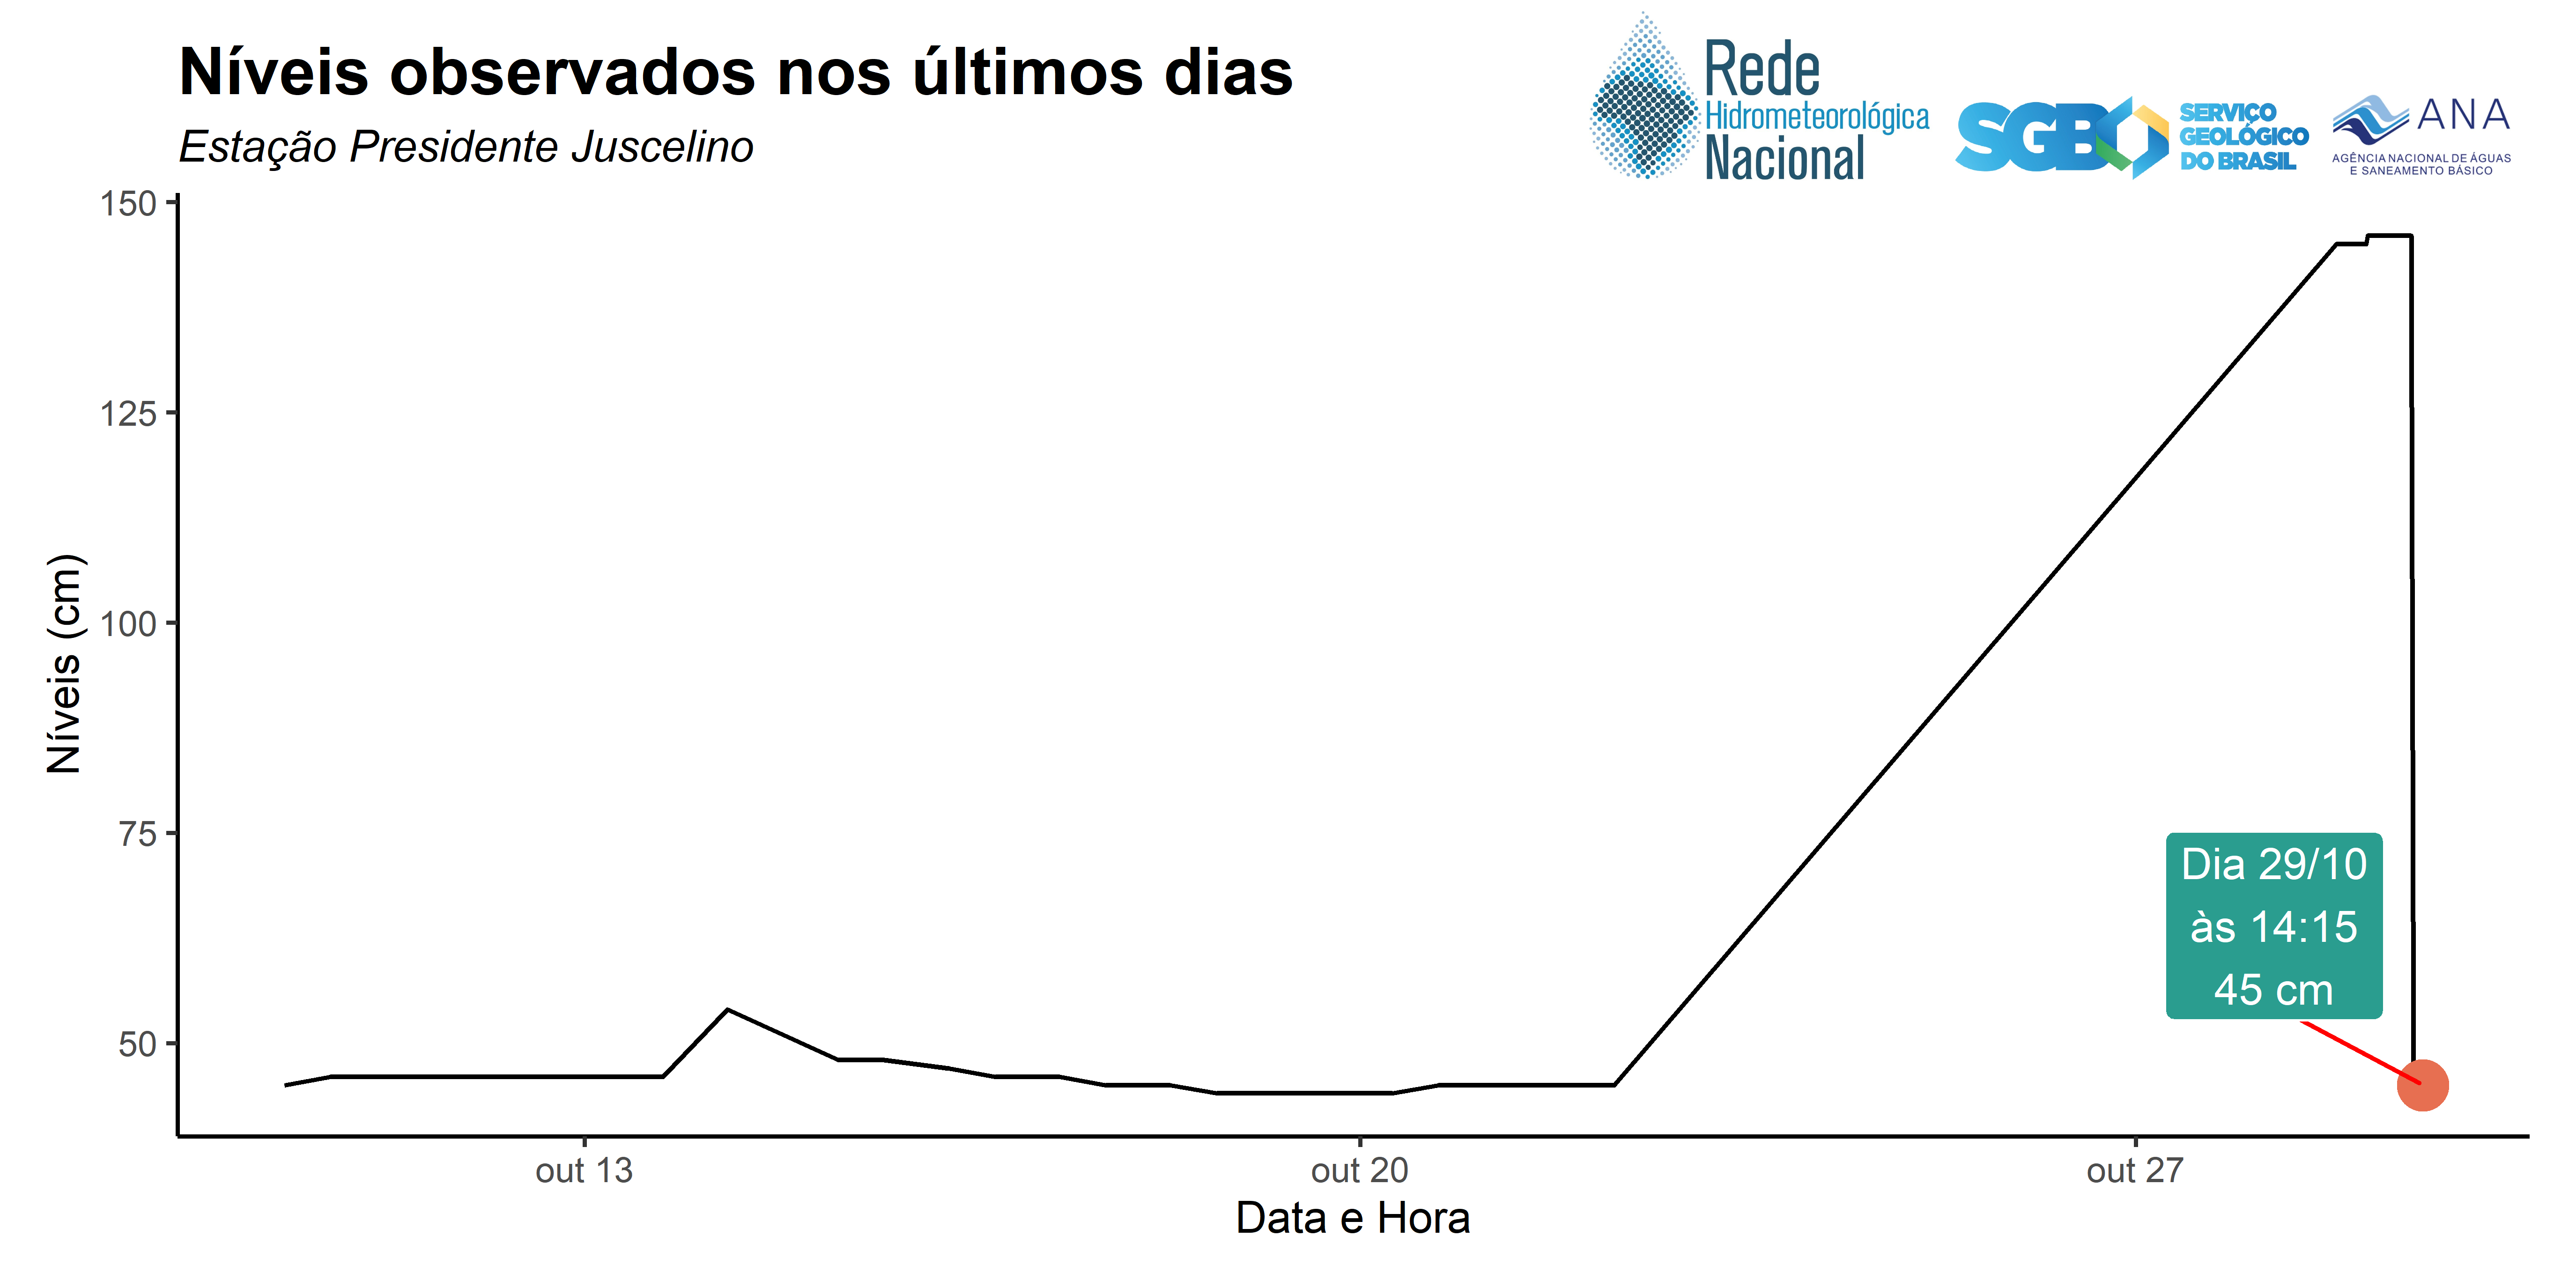 Níveis observados nos últimos dias
Estação Presidente Juscelino
Rede
Hidrometeorológica
Nacional
SGB
SERVIÇO
GEOLÓGICO
DO BRASIL
ANA
AGÊNCIA NACIONAL DE ÁGUAS
E SANEAMENTO BÁSICO
Níveis (cm)
150
125
100
75
50
Dia 29/10
às 14:15
45 cm
out 13
out 20
out 27
Data e Hora